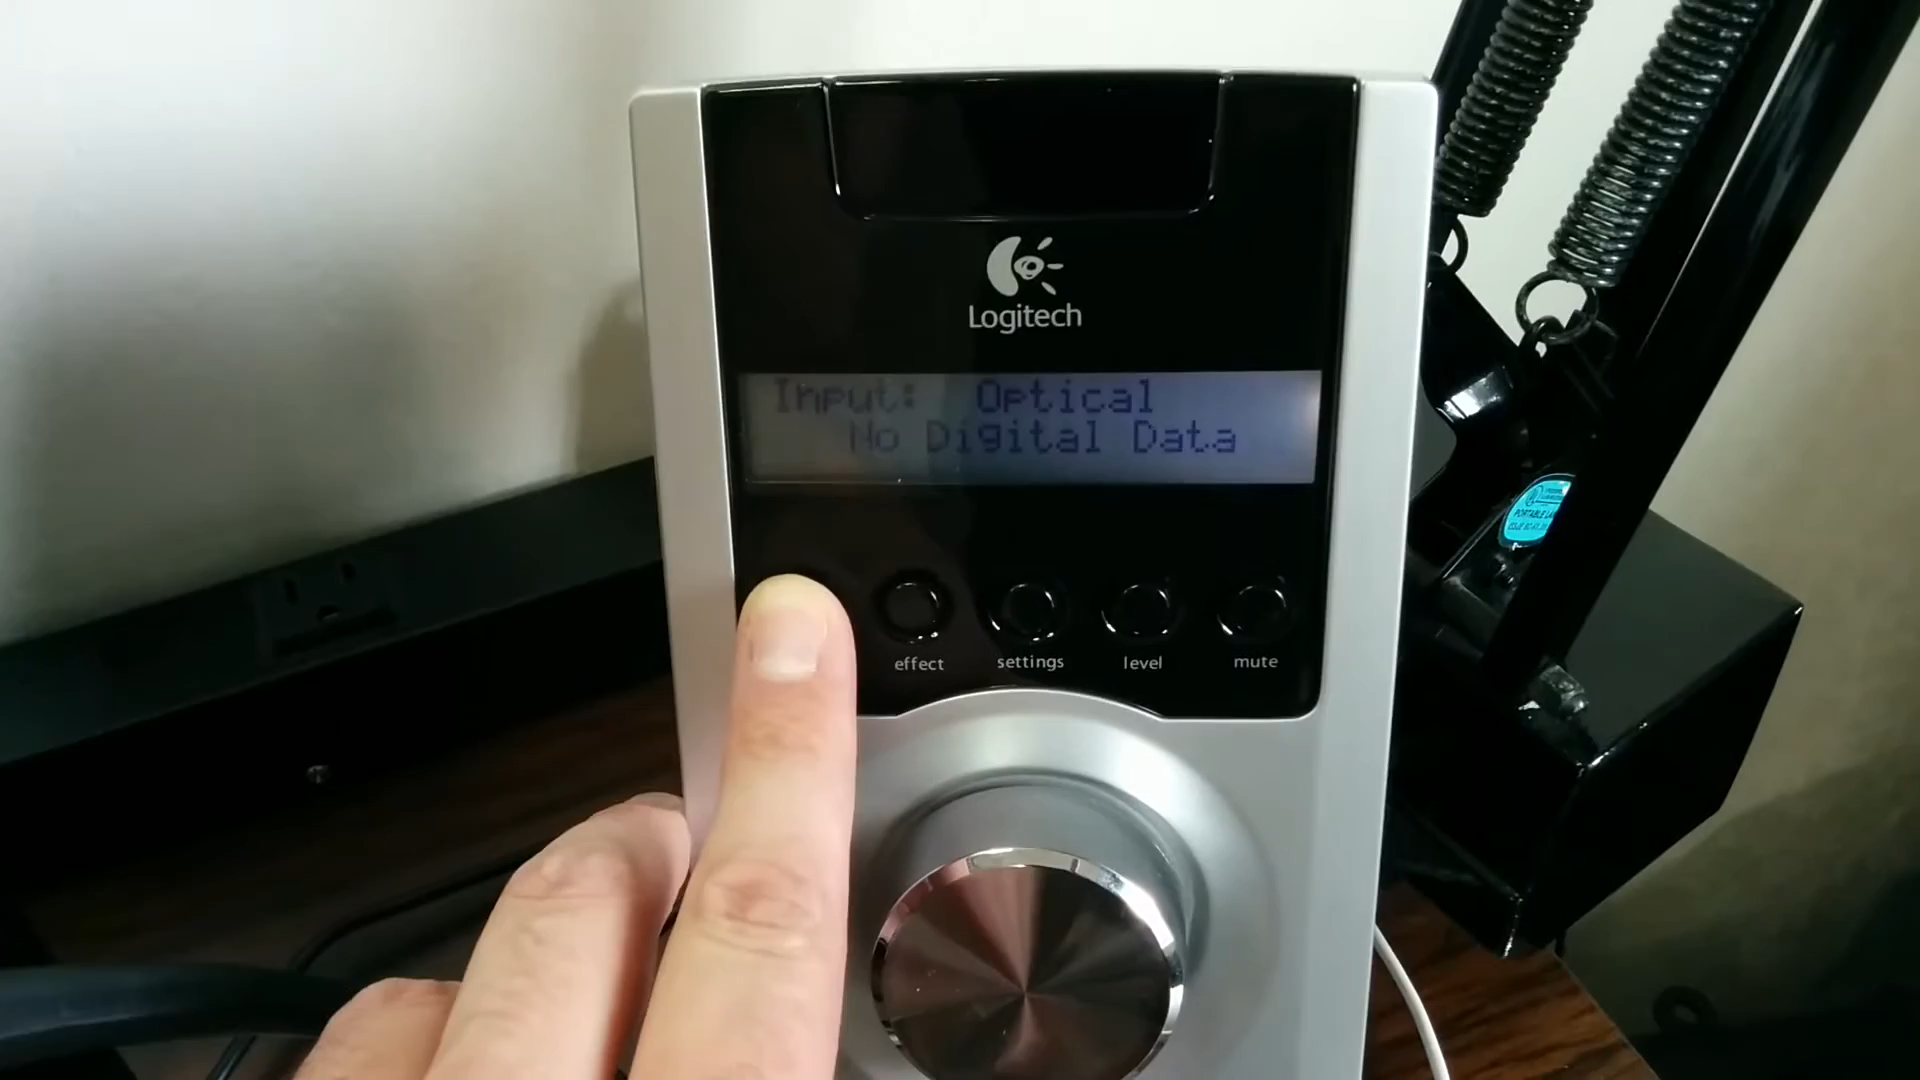 Logitech
Input: Optical
No Digital Data
effect settings level mute